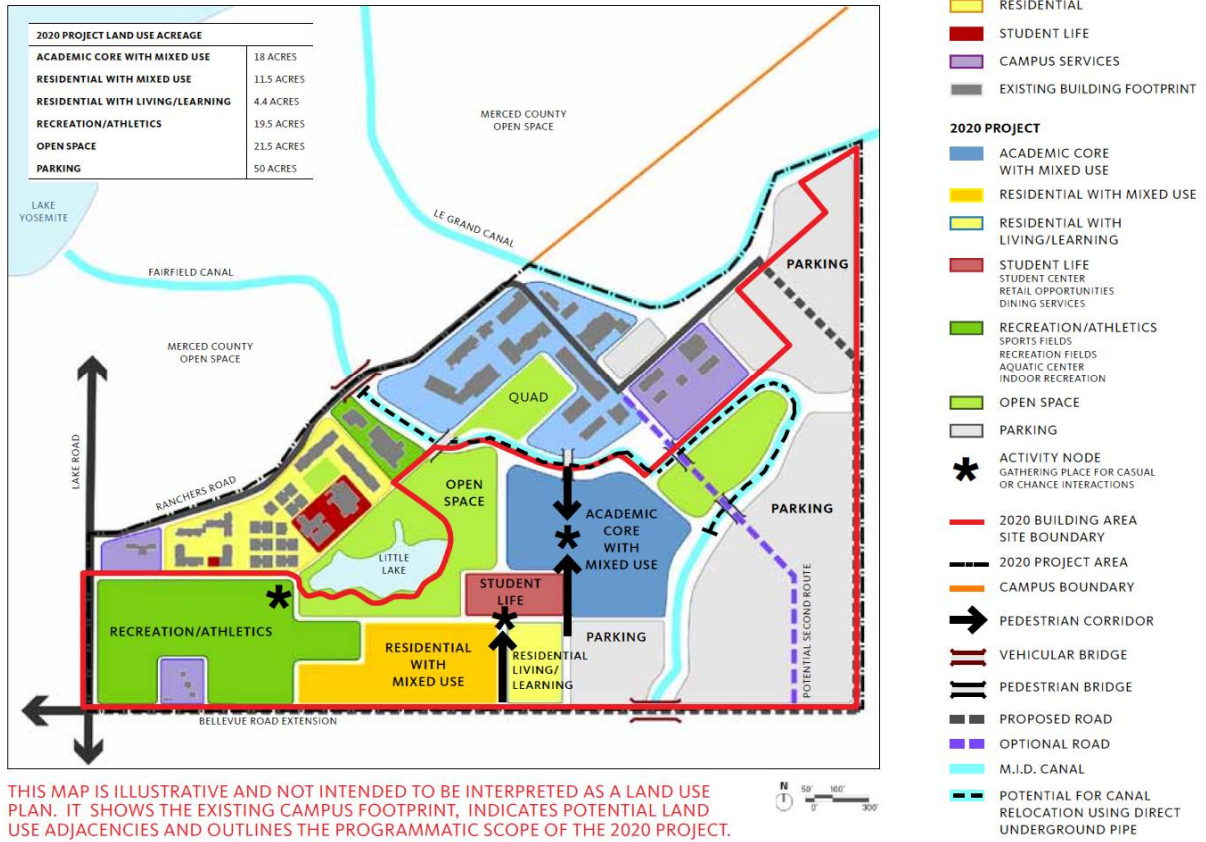 2020 PROJECT LAND USE ACREAGE
ACADEMIC CORE WITH MIXED USE 18 ACRES
RESIDENTIAL WITH MIXED USE 11.5 ACRES
RESIDENTIAL WITH LIVING/LEARNING 4.4 ACRES
RECREATION/ATHLETICS 19.5 ACRES
OPEN SPACE 21.5 ACRES
PARKING 50 ACRES
LAKE
YOSEMITE
MERCED COUNTY
OPEN SPACE
LE GRAND CANAL
FAIRFIELD CANAL
MERCED COUNTY
OPEN SPACE
PARKING
QUAD
LAKE ROAD
RANCHERS ROAD
OPEN
SPACE
ACADEMIC
CORE
WITH
MIXED USE
PARKING
LITTLE
LAKE
STUDENT
LIFE
RECREATION/ATHLETICS
RESIDENTIAL
WITH
MIXED USE
RESIDENTIAL
LIVING/
LEARNING
PARKING
POTENTIAL SECOND ROUTE
BELLEVUE ROAD EXTENSION
THIS MAP IS ILLUSTRATIVE AND NOT INTENDED TO BE INTERPRETED AS A LAND USE
PLAN. IT SHOWS THE EXISTING CAMPUS FOOTPRINT, INDICATES POTENTIAL LAND
USE ADJACENCIES AND OUTLINES THE PROGRAMMATIC SCOPE OF THE 2020 PROJECT.
N
50' 100'
0' 300'
RESIDENTIAL
STUDENT LIFE
CAMPUS SERVICES
EXISTING BUILDING FOOTPRINT
2020 PROJECT
ACADEMIC CORE
WITH MIXED USE
RESIDENTIAL WITH MIXED USE
RESIDENTIAL WITH
LIVING/LEARNING
STUDENT LIFE
STUDENT CENTER
RETAIL OPPORTUNITIES
DINING SERVICES
RECREATION/ATHLETICS
SPORTS FIELDS
RECREATION FIELDS
AQUATIC CENTER
INDOOR RECREATION
OPEN SPACE
PARKING
ACTIVITY NODE
GATHERING PLACE FOR CASUAL
OR CHANCE INTERACTIONS
2020 BUILDING AREA
SITE BOUNDARY
2020 PROJECT AREA
CAMPUS BOUNDARY
PEDESTRIAN CORRIDOR
VEHICULAR BRIDGE
PEDESTRIAN BRIDGE
PROPOSED ROAD
OPTIONAL ROAD
M.I.D. CANAL
POTENTIAL FOR CANAL
RELOCATION USING DIRECT
UNDERGROUND PIPE